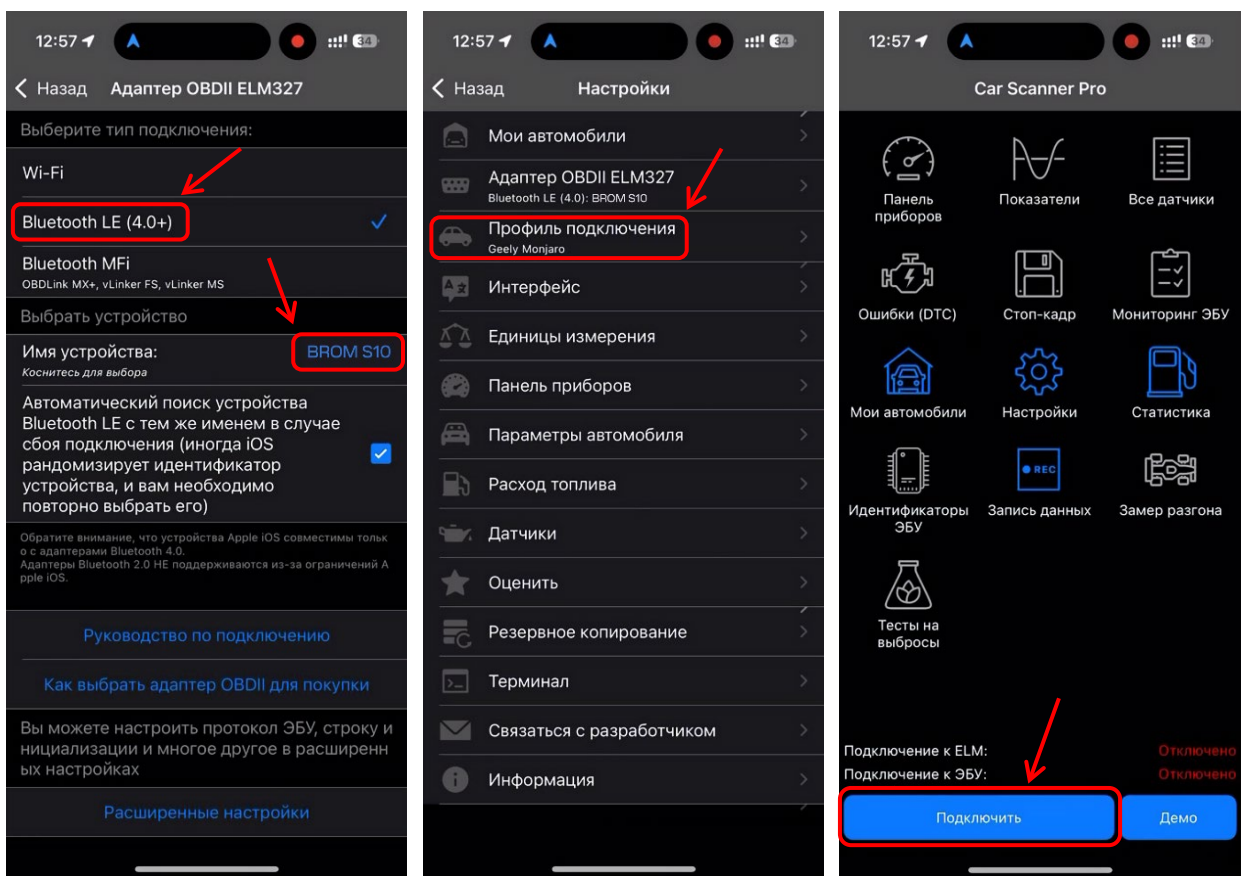 12:57
34
Назад
Адаптер OBDII ELM327
Выберите тип подключения:
Wi-Fi
Bluetooth LE (4.0+)
Bluetooth MFi
OBDLink MX+, vLinker FS, vLinker MS
Выбрать устройство
Имя устройства:
BROM S10
Коснитесь для выбора
Автоматический поиск устройства
Bluetooth LE с тем же именем в случае
сбоя подключения (иногда iOS
рандомизирует идентификатор
устройства, и вам необходимо
повторно выбрать его)
Обратите внимание, что устройства Apple iOS совместимы тольк
о с адаптерами Bluetooth 4.0.
Адаптеры Bluetooth 2.0 НЕ поддерживаются из-за ограничений A
pple iOS.
Руководство по подключению
Как выбрать адаптер OBDII для покупки
Вы можете настроить протокол ЭБУ, строку и
нициализации и многое другое в расширенн
ых настройках
Расширенные настройки
12:57
34
Назад
Настройки
Мои автомобили
Адаптер OBDII ELM327
Bluetooth LE (4.0): BROM S10
Профиль подключения
Geely Monjaro
Интерфейс
Единицы измерения
Панель приборов
Параметры автомобиля
Расход топлива
Датчики
Оценить
Резервное копирование
Терминал
Связаться с разработчиком
Информация
12:57
34
Car Scanner Pro
Панель
приборов
Показатели
Все датчики
Ошибки (DTC)
Стоп-кадр
Мониторинг ЭБУ
Мои автомобили
Настройки
Статистика
REC
Идентификаторы
ЭБУ
Запись данных
Замер разгона
Тесты на
выбросы
Подключение к ELM:
Отключено
Подключение к ЭБУ:
Отключено
Подключить
Демо